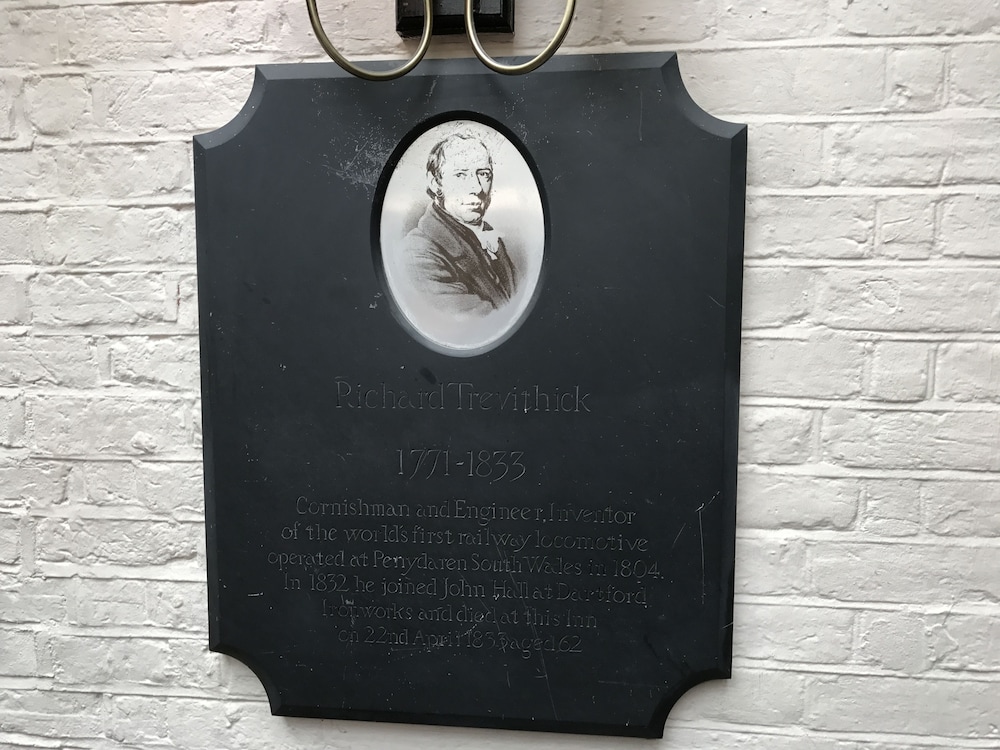 Richard Trevithick
1771-1833
Cornishman and Engineer, Inventor
of the world's first railway locomotive
operated at Penydaren South Wales in 1804.
In 1832 he joined John Hall at Dartford
Ironworks and died at this Inn
on 22nd April 1833 aged 62